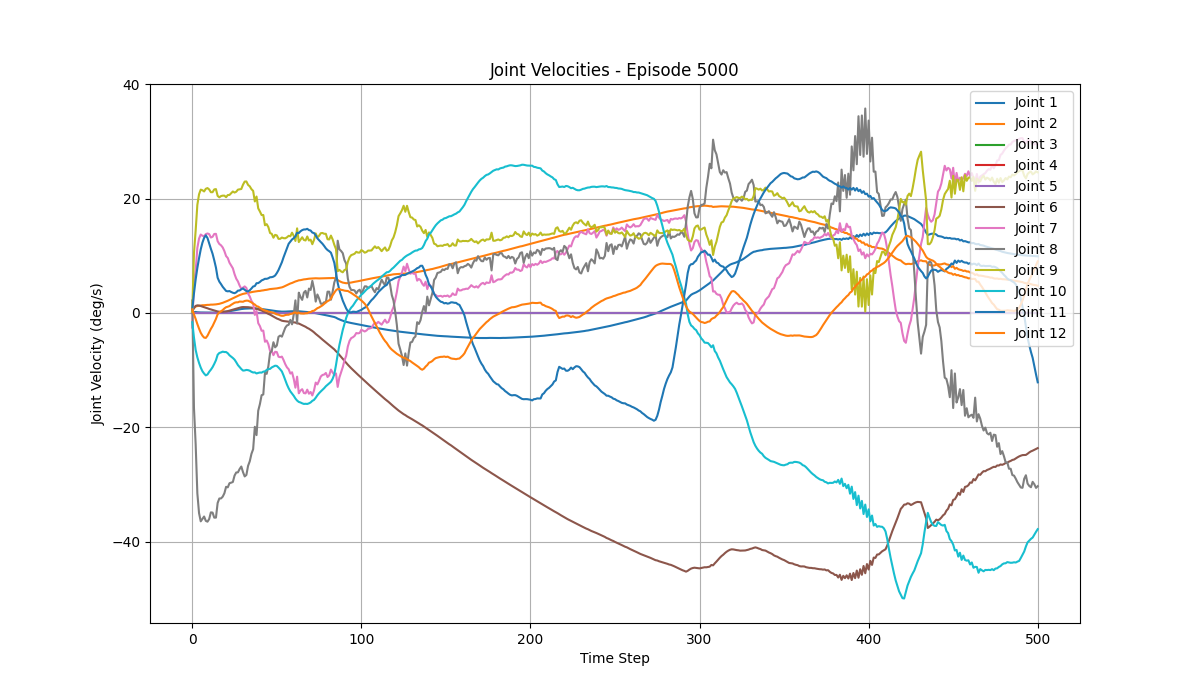 Joint Velocities - Episode 5000
Joint Velocity (deg/s)
40
20
0
−20
−40
0 100 200 300 400 500
Time Step
Joint 1
Joint 2
Joint 3
Joint 4
Joint 5
Joint 6
Joint 7
Joint 8
Joint 9
Joint 10
Joint 11
Joint 12